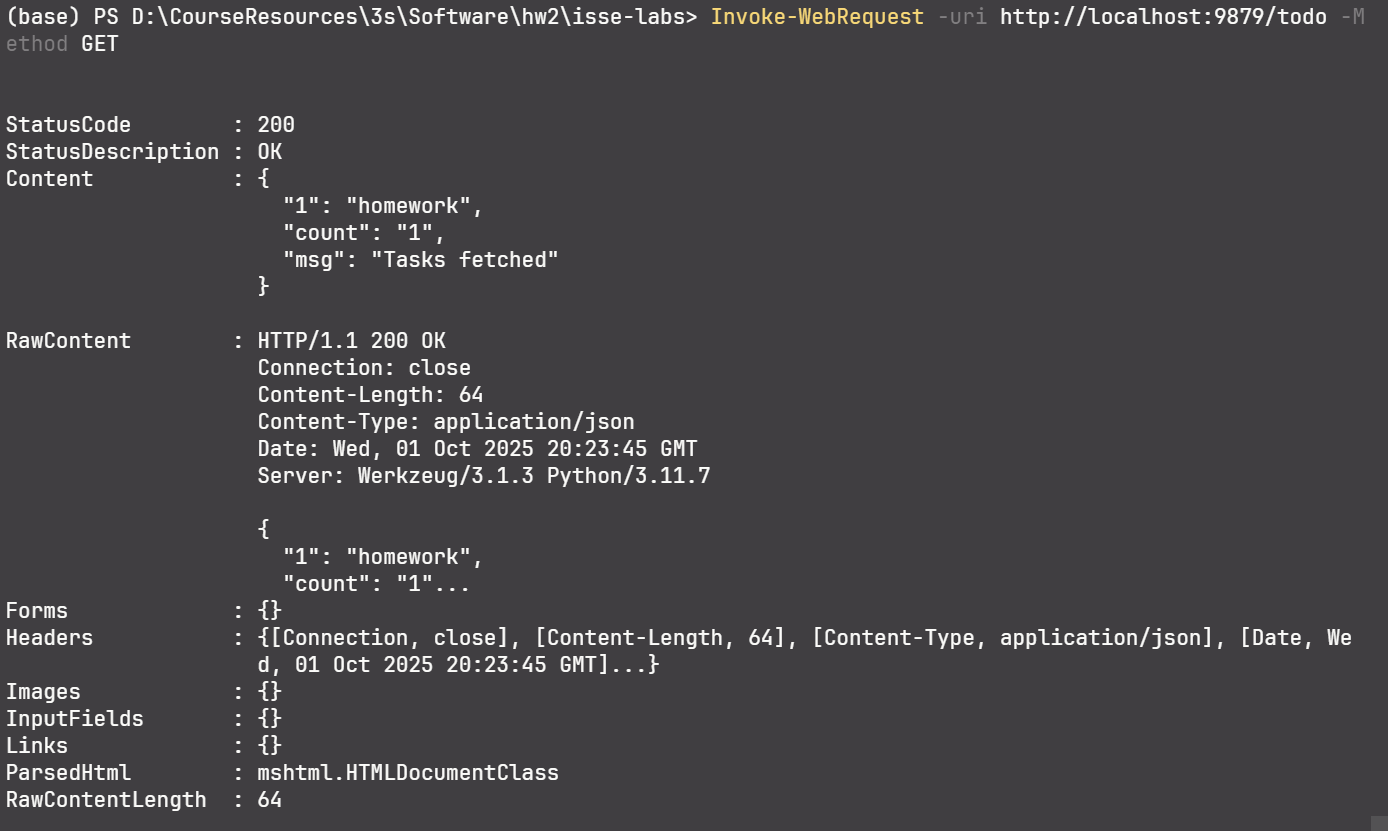 (base) PS D:\CourseResources\3s\Software\hw2\isse-labs> Invoke-WebRequest -uri http://localhost:9879/todo -M
ethod GET
StatusCode        : 200
StatusDescription : OK
Content           : {
                      "1": "homework",
                      "count": "1",
                      "msg": "Tasks fetched"
                    }
RawContent        : HTTP/1.1 200 OK
                    Connection: close
                    Content-Length: 64
                    Content-Type: application/json
                    Date: Wed, 01 Oct 2025 20:23:45 GMT
                    Server: Werkzeug/3.1.3 Python/3.11.7
                    {
                      "1": "homework",
                      "count": "1"...
Forms             : {}
Headers           : {[Connection, close], [Content-Length, 64], [Content-Type, application/json], [Date, We
                    d, 01 Oct 2025 20:23:45 GMT]...}
Images            : {}
InputFields       : {}
Links             : {}
ParsedHtml        : mshtml.HTMLDocumentClass
RawContentLength  : 64